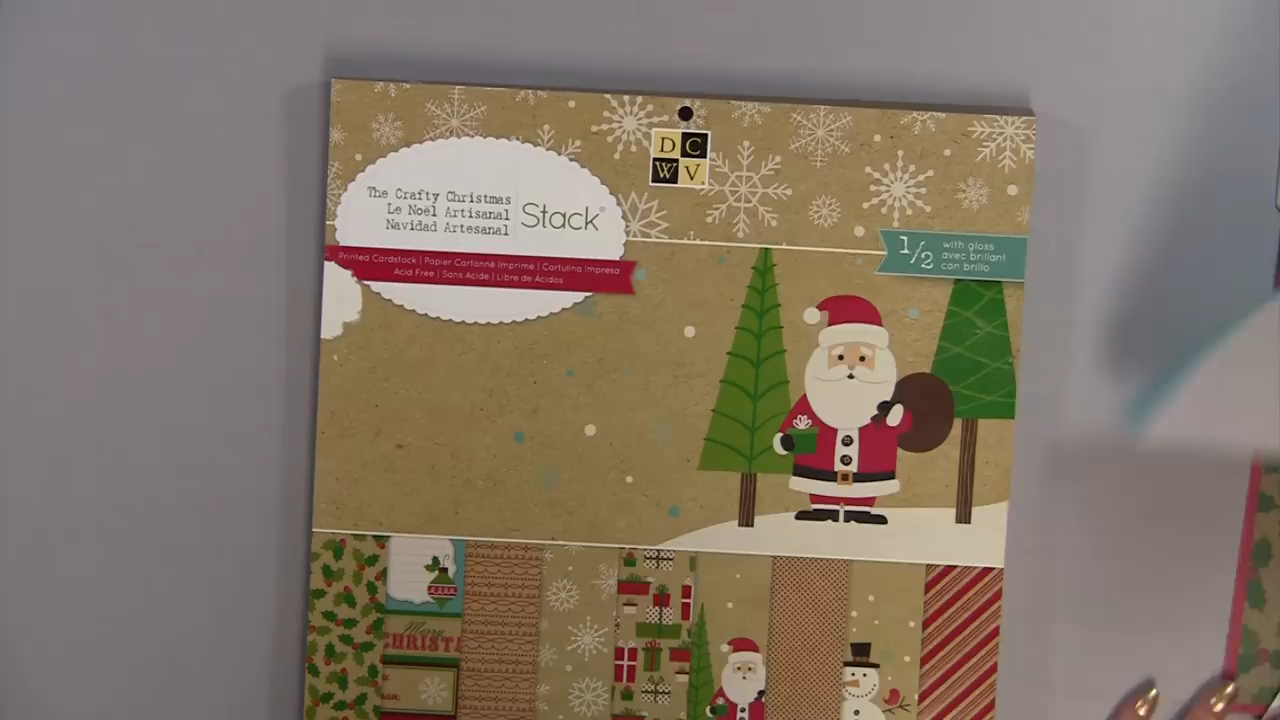 D C
W V
The Crafty Christmas
Le Noël Artisanal
Navidad Artesanal
Stack
Printed Cardstock | Papier Cartonné Imprimé | Cartulina Impresa
Acid Free | Sans Acide | Libre de Ácidos
1/2
with gloss
avec brillant
con brillo
Merry